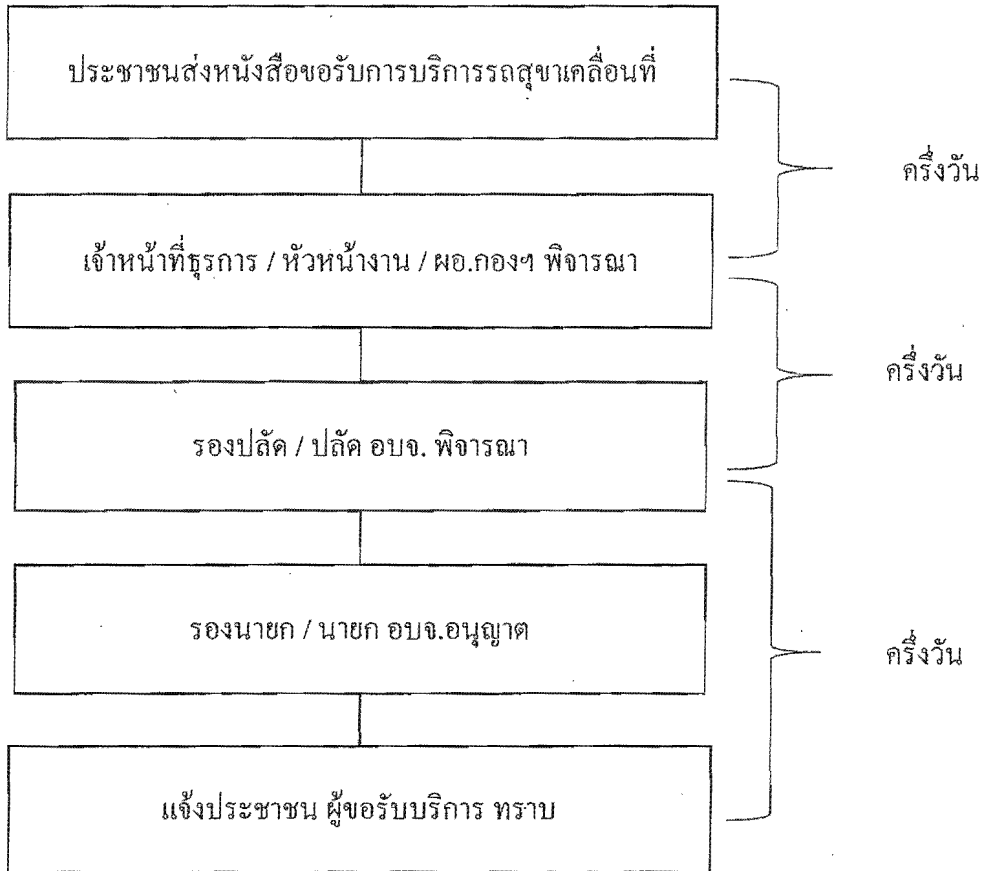 ประชาชนส่งหนังสือขอรับการบริการรถสุขาเคลื่อนที่
ครึ่งวัน
เจ้าหน้าที่ธุรการ / หัวหน้างาน / ผอ.กองฯ พิจารณา
ครึ่งวัน
รองปลัด / ปลัด อบจ. พิจารณา
รองนายก / นายก อบจ.อนุญาต
ครึ่งวัน
แจ้งประชาชน ผู้ขอรับบริการ ทราบ